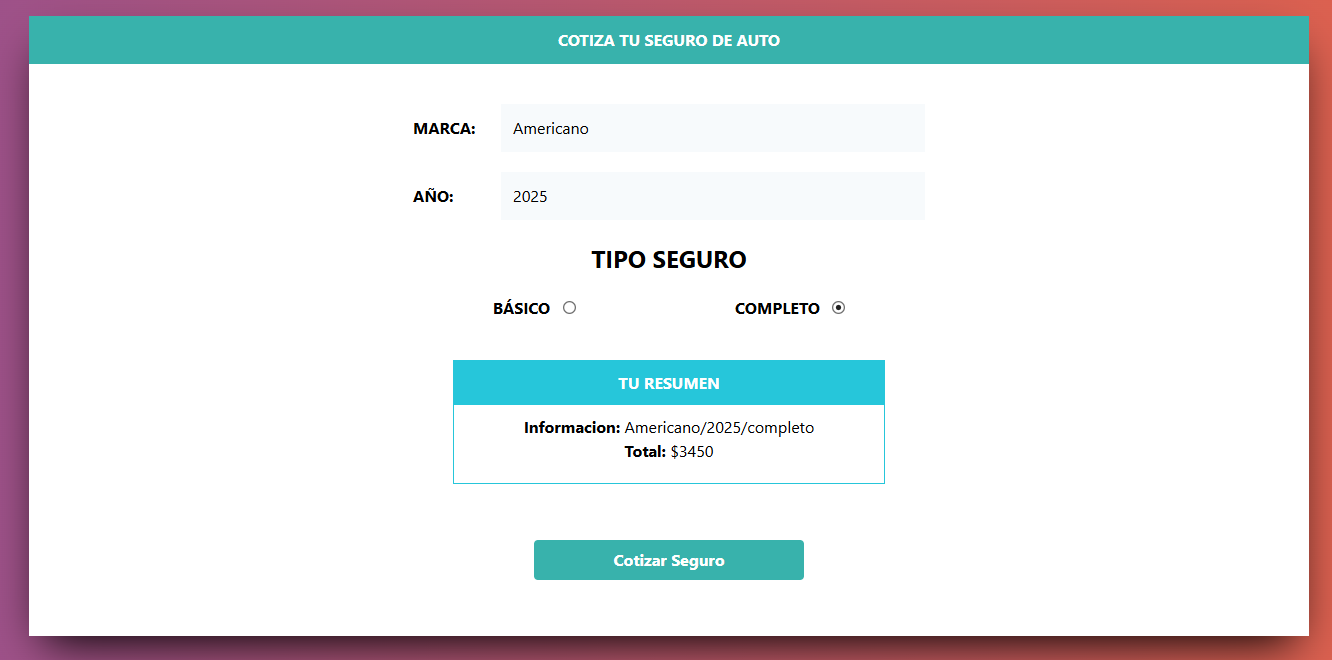 COTIZA TU SEGURO DE AUTO
MARCA: Americano
AÑO: 2025
TIPO SEGURO
BÁSICO COMPLETO
TU RESUMEN
Informacion: Americano/2025/completo
Total: $3450
Cotizar Seguro